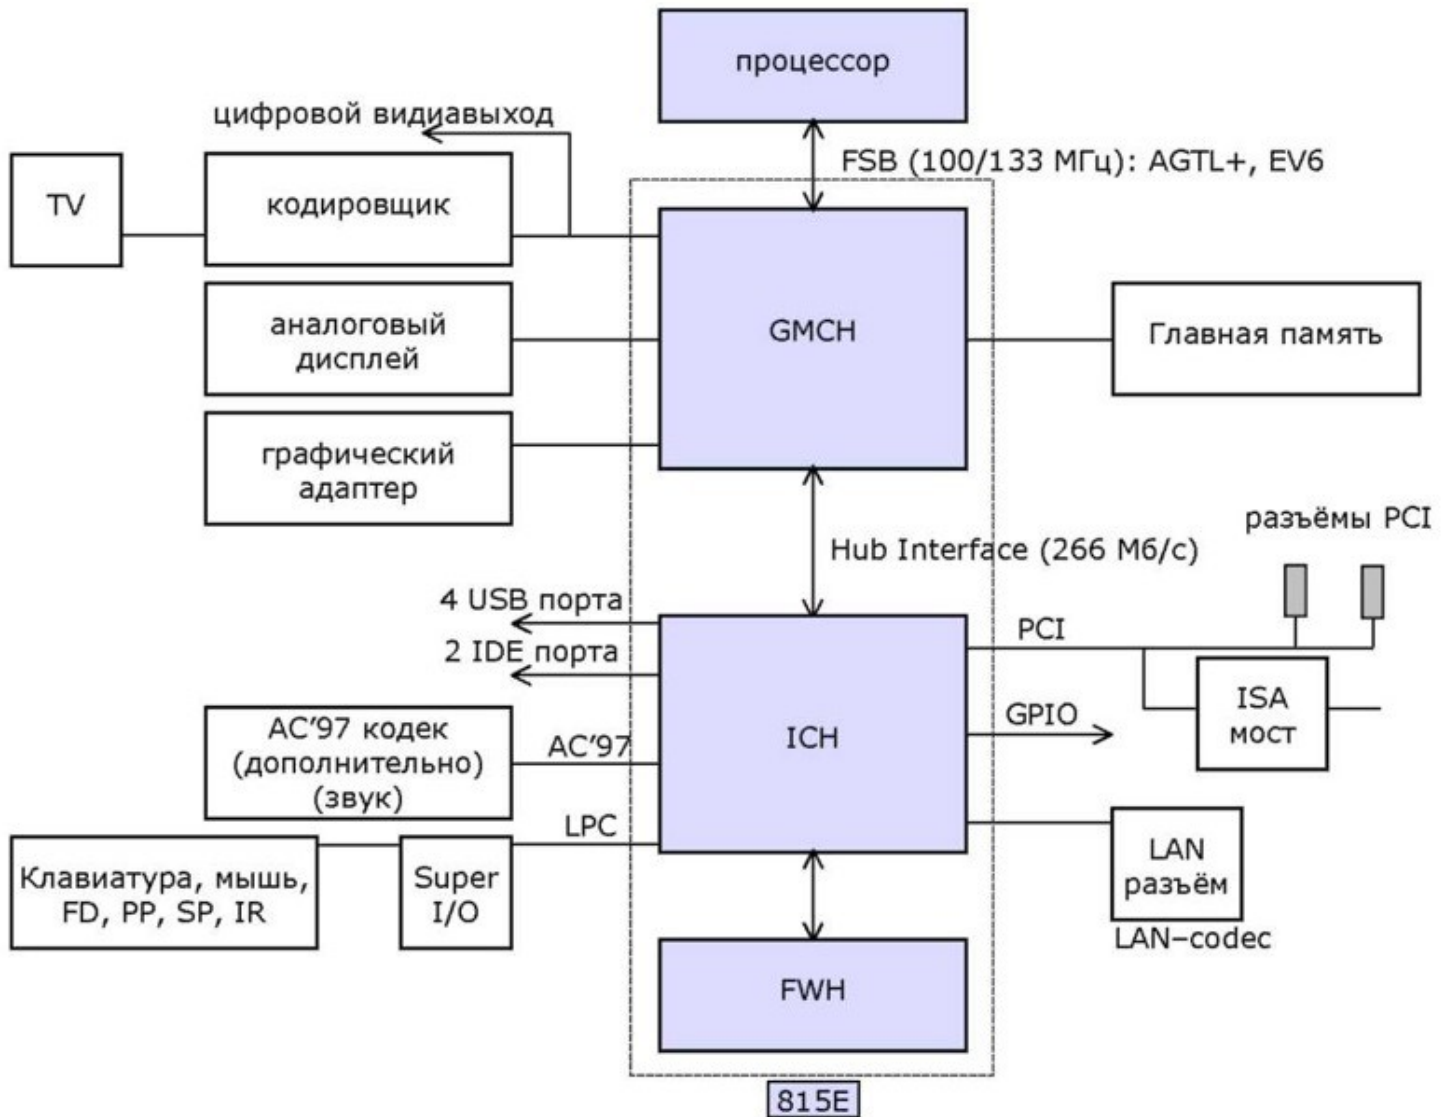 процессор
цифровой видиавыход
FSB (100/133 МГц): AGTL+, EV6
TV
кодировщик
аналоговый
дисплей
GMCH
Главная память
графический
адаптер
разъёмы PCI
Hub Interface (266 Мб/с)
4 USB порта
2 IDE порта
PCI
ISA
мост
GPIO
ICH
AC’97 кодек
(дополнительно)
(звук)
AC’97
LPC
Клавиатура, мышь,
FD, PP, SP, IR
Super
I/O
LAN
разъём
LAN–codec
FWH
815E